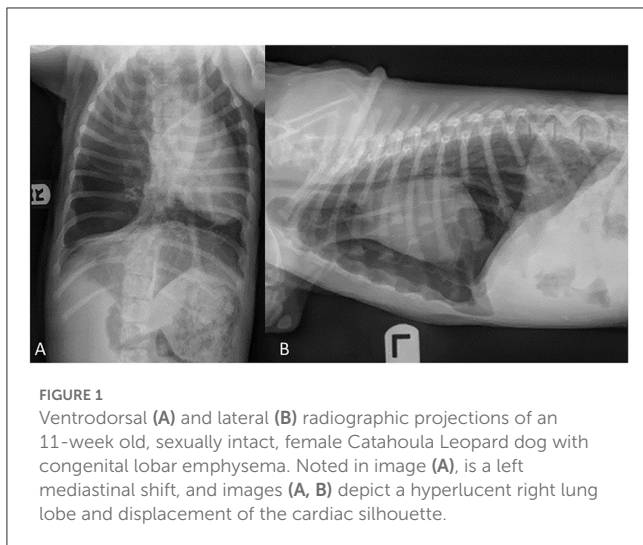 R
A
B
L
FIGURE 1
Ventrodorsal (A) and lateral (B) radiographic projections of an
11-week old, sexually intact, female Catahoula Leopard dog with
congenital lobar emphysema. Noted in image (A), is a left
mediastinal shift, and images (A, B) depict a hyperlucent right lung
lobe and displacement of the cardiac silhouette.